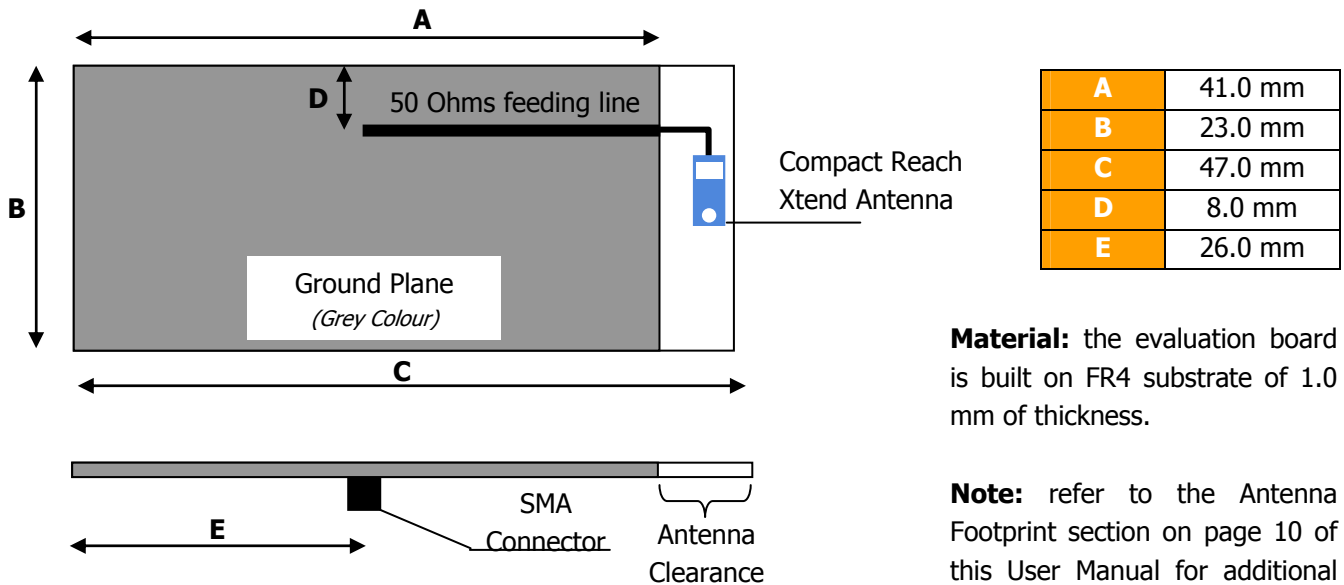 A
D
50 Ohms feeding line
B
Compact Reach
Xtend Antenna
Ground Plane
(Grey Colour)
C
SMA
Connector
E
Antenna
Clearance
A 41.0 mm
B 23.0 mm
C 47.0 mm
D 8.0 mm
E 26.0 mm
Material: the evaluation board
is built on FR4 substrate of 1.0
mm of thickness.
Note: refer to the Antenna
Footprint section on page 10 of
this User Manual for additional